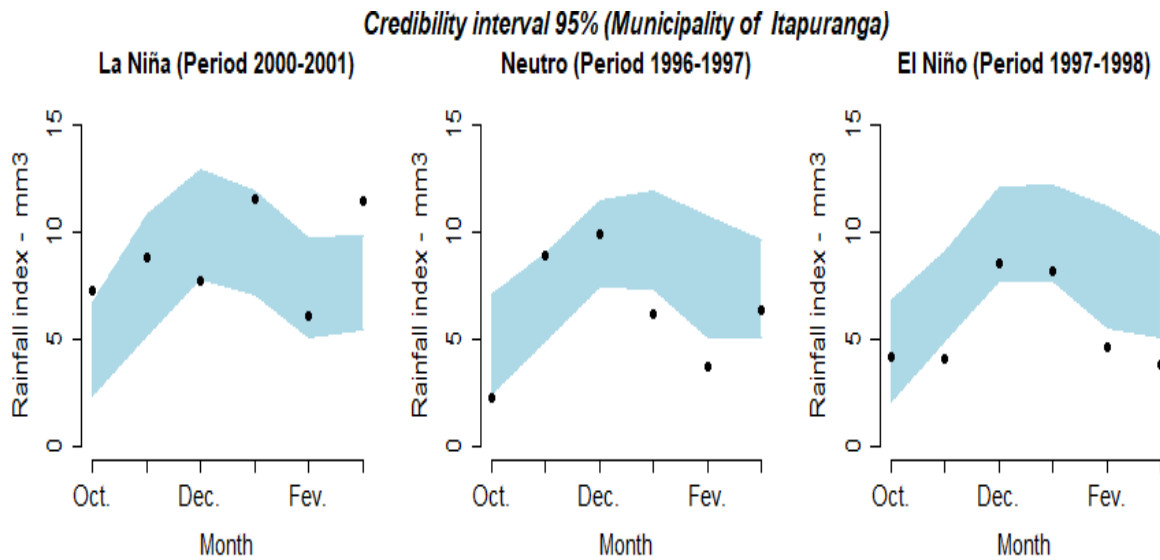 Credibility interval 95% (Municipality of Itapuranga)
La Niña (Period 2000-2001)
Rainfall index - mm3
15
10
5
0
Oct.
Dec.
Fev.
Month
Neutro (Period 1996-1997)
Rainfall index - mm3
15
10
5
0
Oct.
Dec.
Fev.
Month
El Niño (Period 1997-1998)
Rainfall index - mm3
15
10
5
0
Oct.
Dec.
Fev.
Month